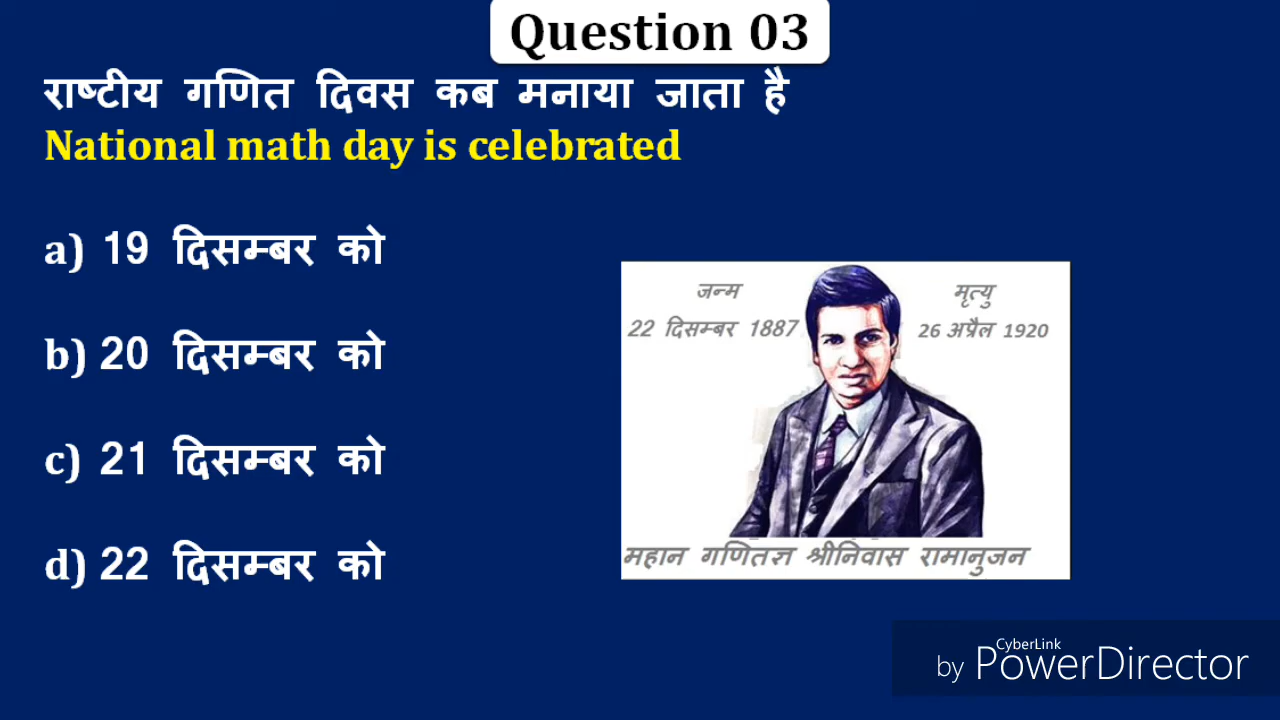 Question 03
राष्टीय गणित दिवस कब मनाया जाता है
National math day is celebrated
a) 19 दिसम्बर को
b) 20 दिसम्बर को
c) 21 दिसम्बर को
d) 22 दिसम्बर को
जन्म
22 दिसम्बर 1887
मृत्यु
26 अप्रैल 1920
महान गणितज्ञ श्रीनिवास रामानुजन
by CyberLink PowerDirector